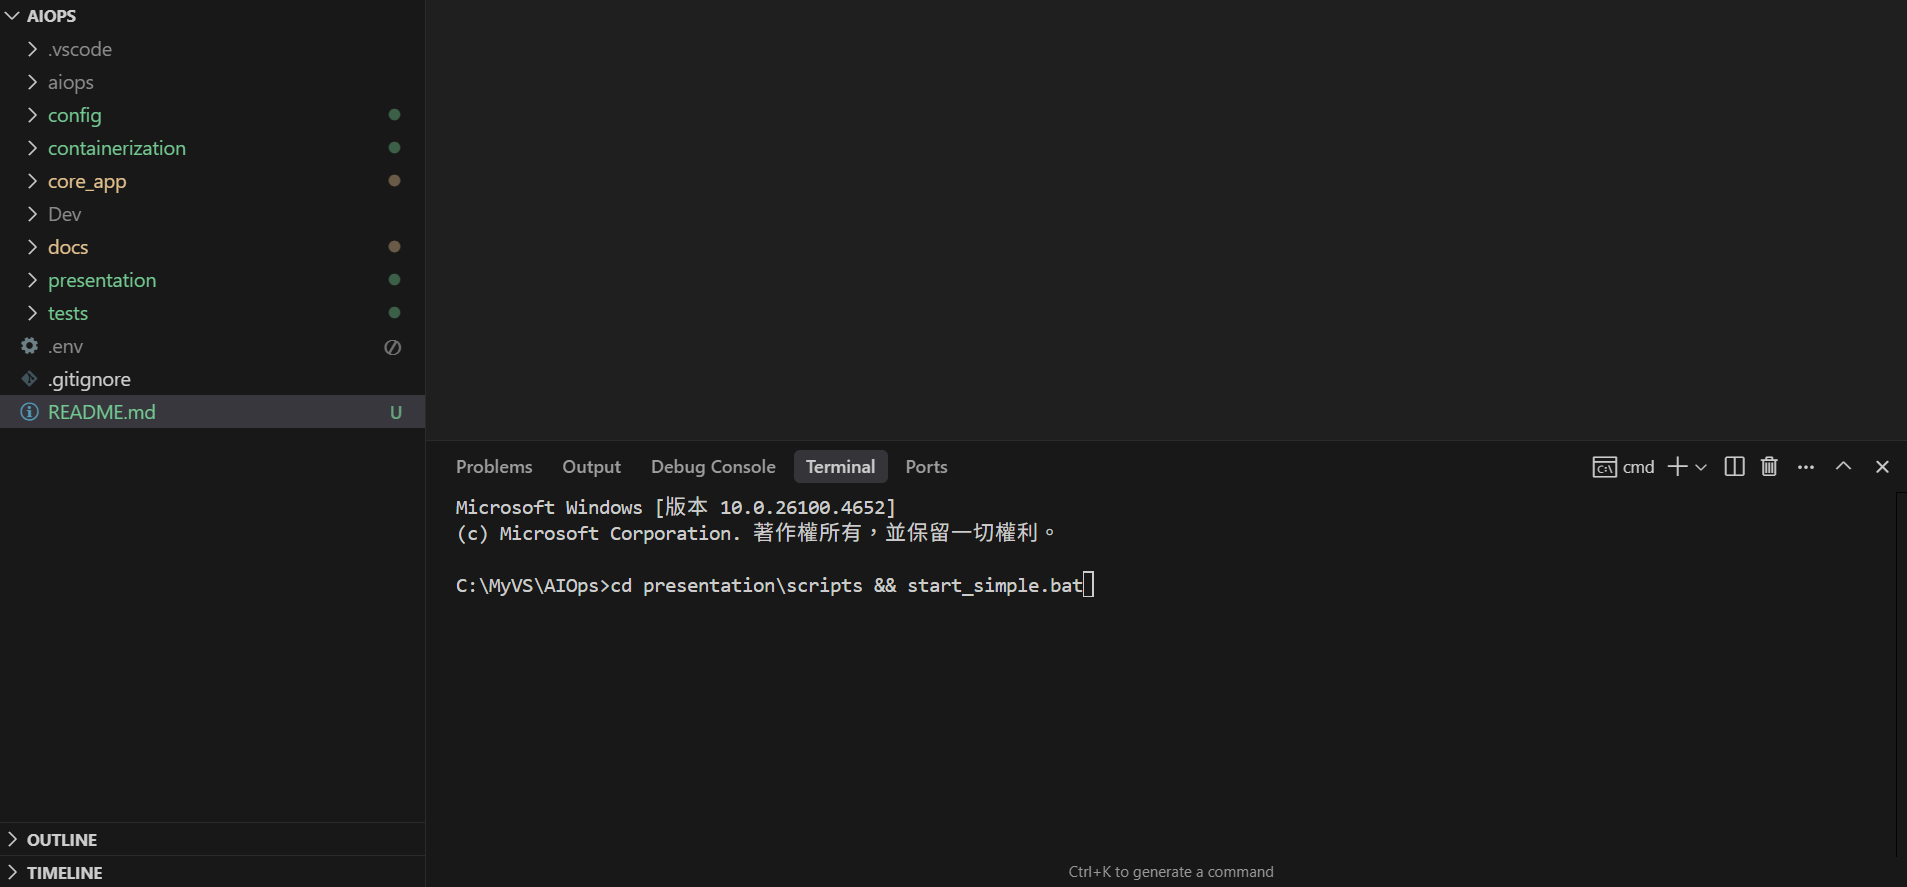 AIOPS
.vscode
aiops
config
containerization
core_app
Dev
docs
presentation
tests
.env
.gitignore
README.md U
OUTLINE
TIMELINE
Problems Output Debug Console Terminal Ports cmd
Microsoft Windows [版本 10.0.26100.4652]
(c) Microsoft Corporation. 著作權所有，並保留一切權利。
C:\MyVS\AIOps>cd presentation\scripts && start_simple.bat
Ctrl+K to generate a command